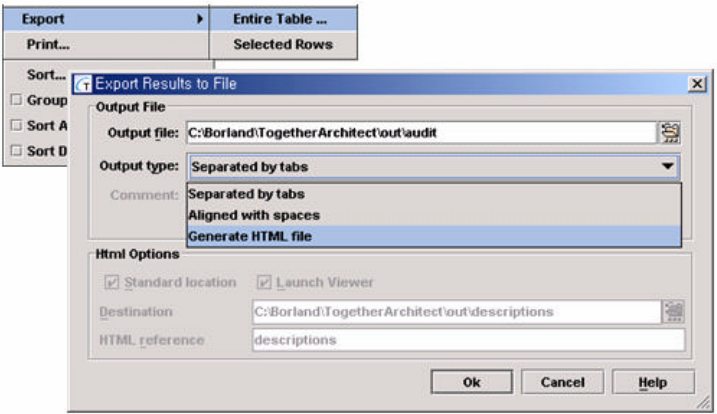 Export Entire Table ...
Print... Selected Rows
Sort...
Group
Sort A
Sort D
Export Results to File
Output File
Output file: C:\Borland\TogetherArchitect\out\audit
Output type: Separated by tabs
Comment: Separated by tabs
Aligned with spaces
Generate HTML file
Html Options
Standard location Launch Viewer
Destination C:\Borland\TogetherArchitect\out\descriptions
HTML reference descriptions
Ok Cancel Help